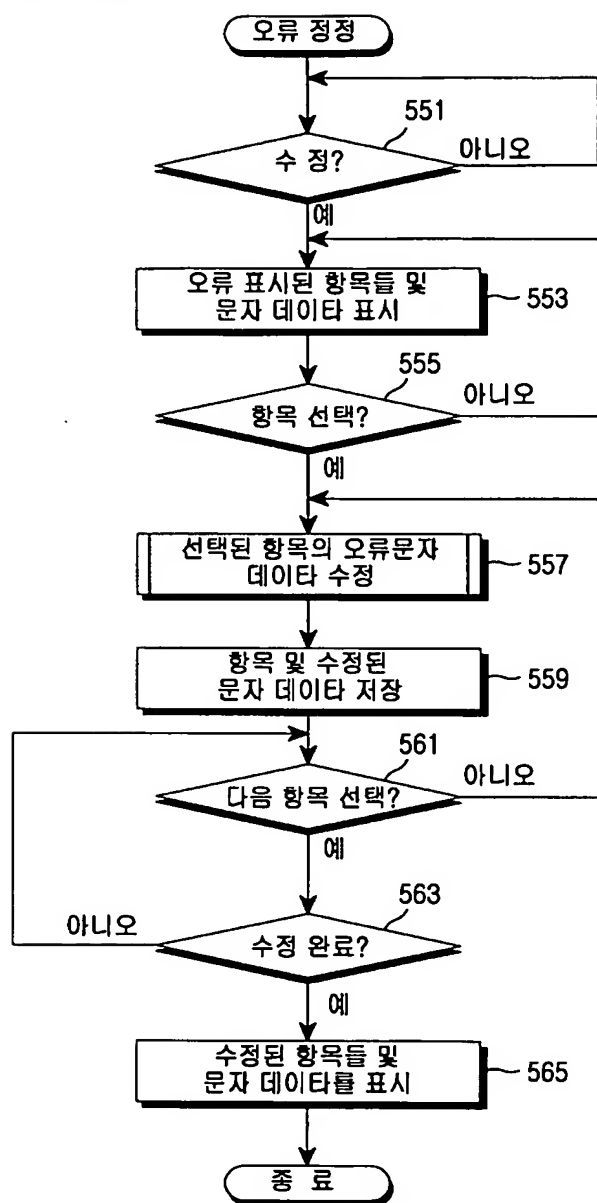 오류 정정
551
수 정?
아니오
예
오류 표시된 항목들 및
문자 데이타 표시
553
555
항목 선택?
아니오
예
선택된 항목의 오류문자
데이타 수정
557
항목 및 수정된
문자 데이타 저장
559
561
다음 항목 선택?
아니오
예
563
아니오
수정 완료?
예
수정된 항목들 및
문자 데이타를 표시
565
종 료